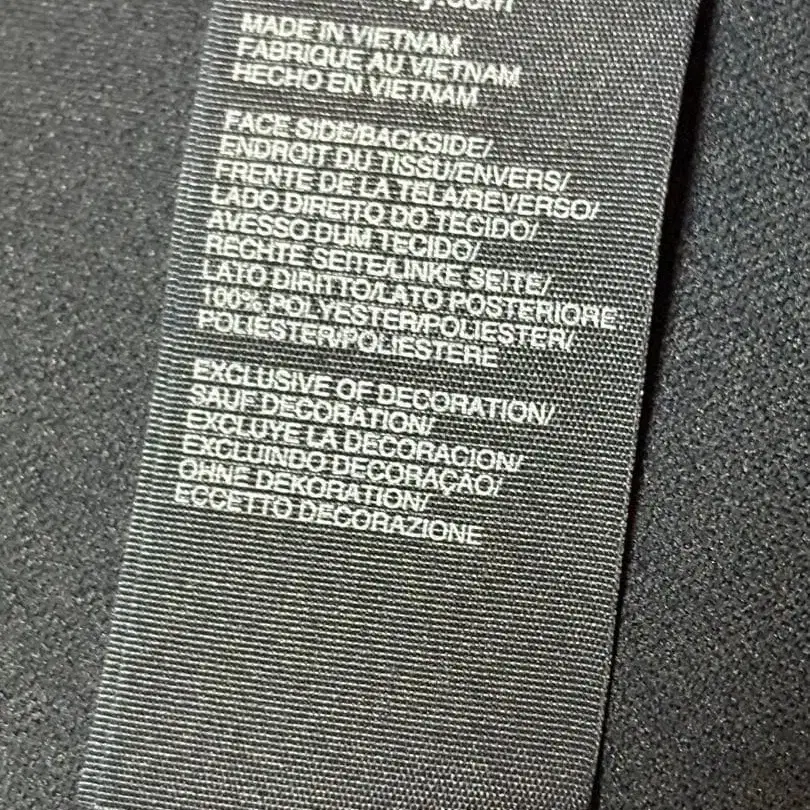 .com
MADE IN VIETNAM
FABRIQUE AU VIETNAM
HECHO EN VIETNAM
FACE SIDE/BACKSIDE/
ENDROIT DU TISSU/ENVERS/
FRENTE DE LA TELA/REVERSO/
LADO DIREITO DO TECIDO/
AVESSO DUM TECIDO/
RECHTE SEITE/LINKE SEITE/
LATO DIRITTO/LATO POSTERIORE:
100% POLYESTER/POLIESTER/
POLIESTER/POLIESTERE
EXCLUSIVE OF DECORATION/
SAUF DECORATION/
EXCLUYE LA DECORACION/
EXCLUINDO DECORAÇÃO/
OHNE DEKORATION/
ECCETTO DECORAZIONE